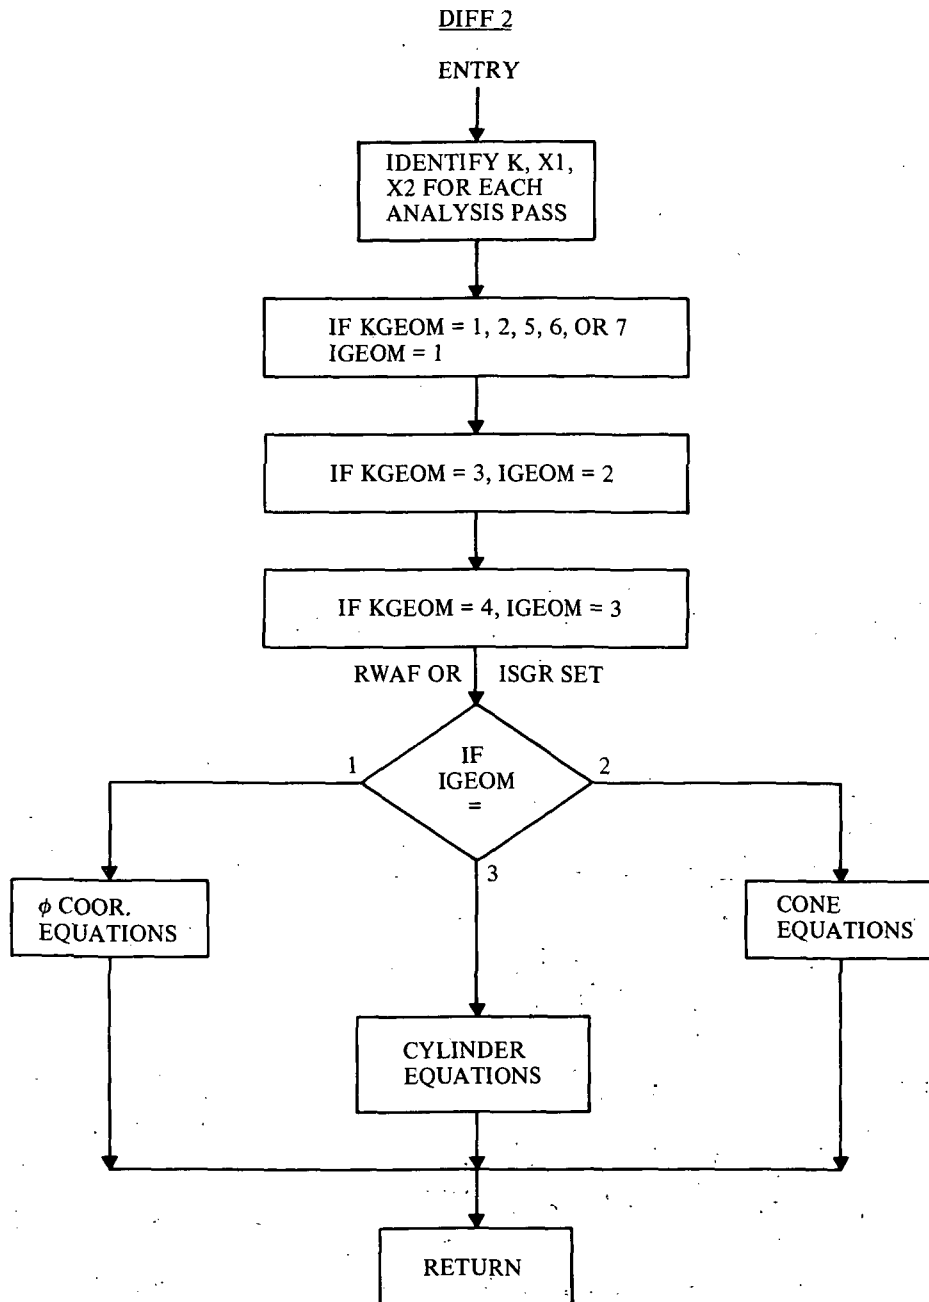 DIFF 2
ENTRY
IDENTIFY K, X1,
X2 FOR EACH
ANALYSIS PASS
IF KGEOM = 1, 2, 5, 6, OR 7
IGEOM = 1
IF KGEOM = 3, IGEOM = 2
IF KGEOM = 4, IGEOM = 3
RWAF OR ISGR SET
IF
IGEOM
=
1
2
3
φ COOR.
EQUATIONS
CONE
EQUATIONS
CYLINDER
EQUATIONS
RETURN